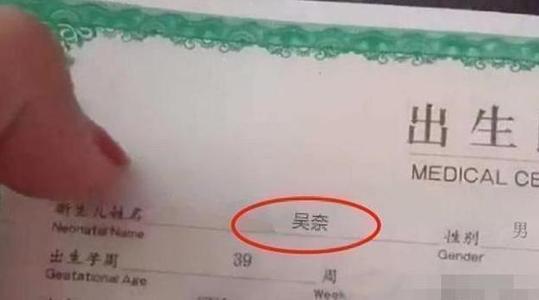 出生
MEDICAL CE
新生儿姓名 吴奈 性别 男
Neonatal Name Gender
出生孕周 39 周
Gestational Age Week